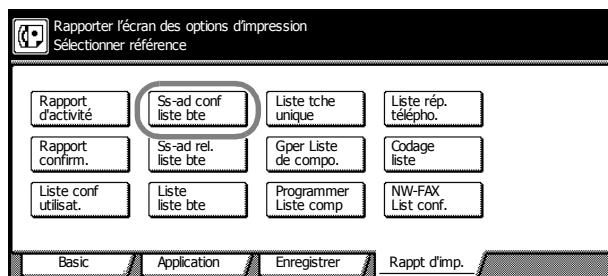 Rapporter l'écran des options d'impression
Sélectionner référence
Rapport d'activité
Ss-ad conf liste bte
Liste tche unique
Liste rép. télépho.
Rapport confirm.
Ss-ad rel. liste bte
Gper Liste de compo.
Codage liste
Liste conf utilisat.
Liste liste bte
Programmer Liste comp
NW-FAX List conf.
Basic
Application
Enregistrer
Rappt d'imp.